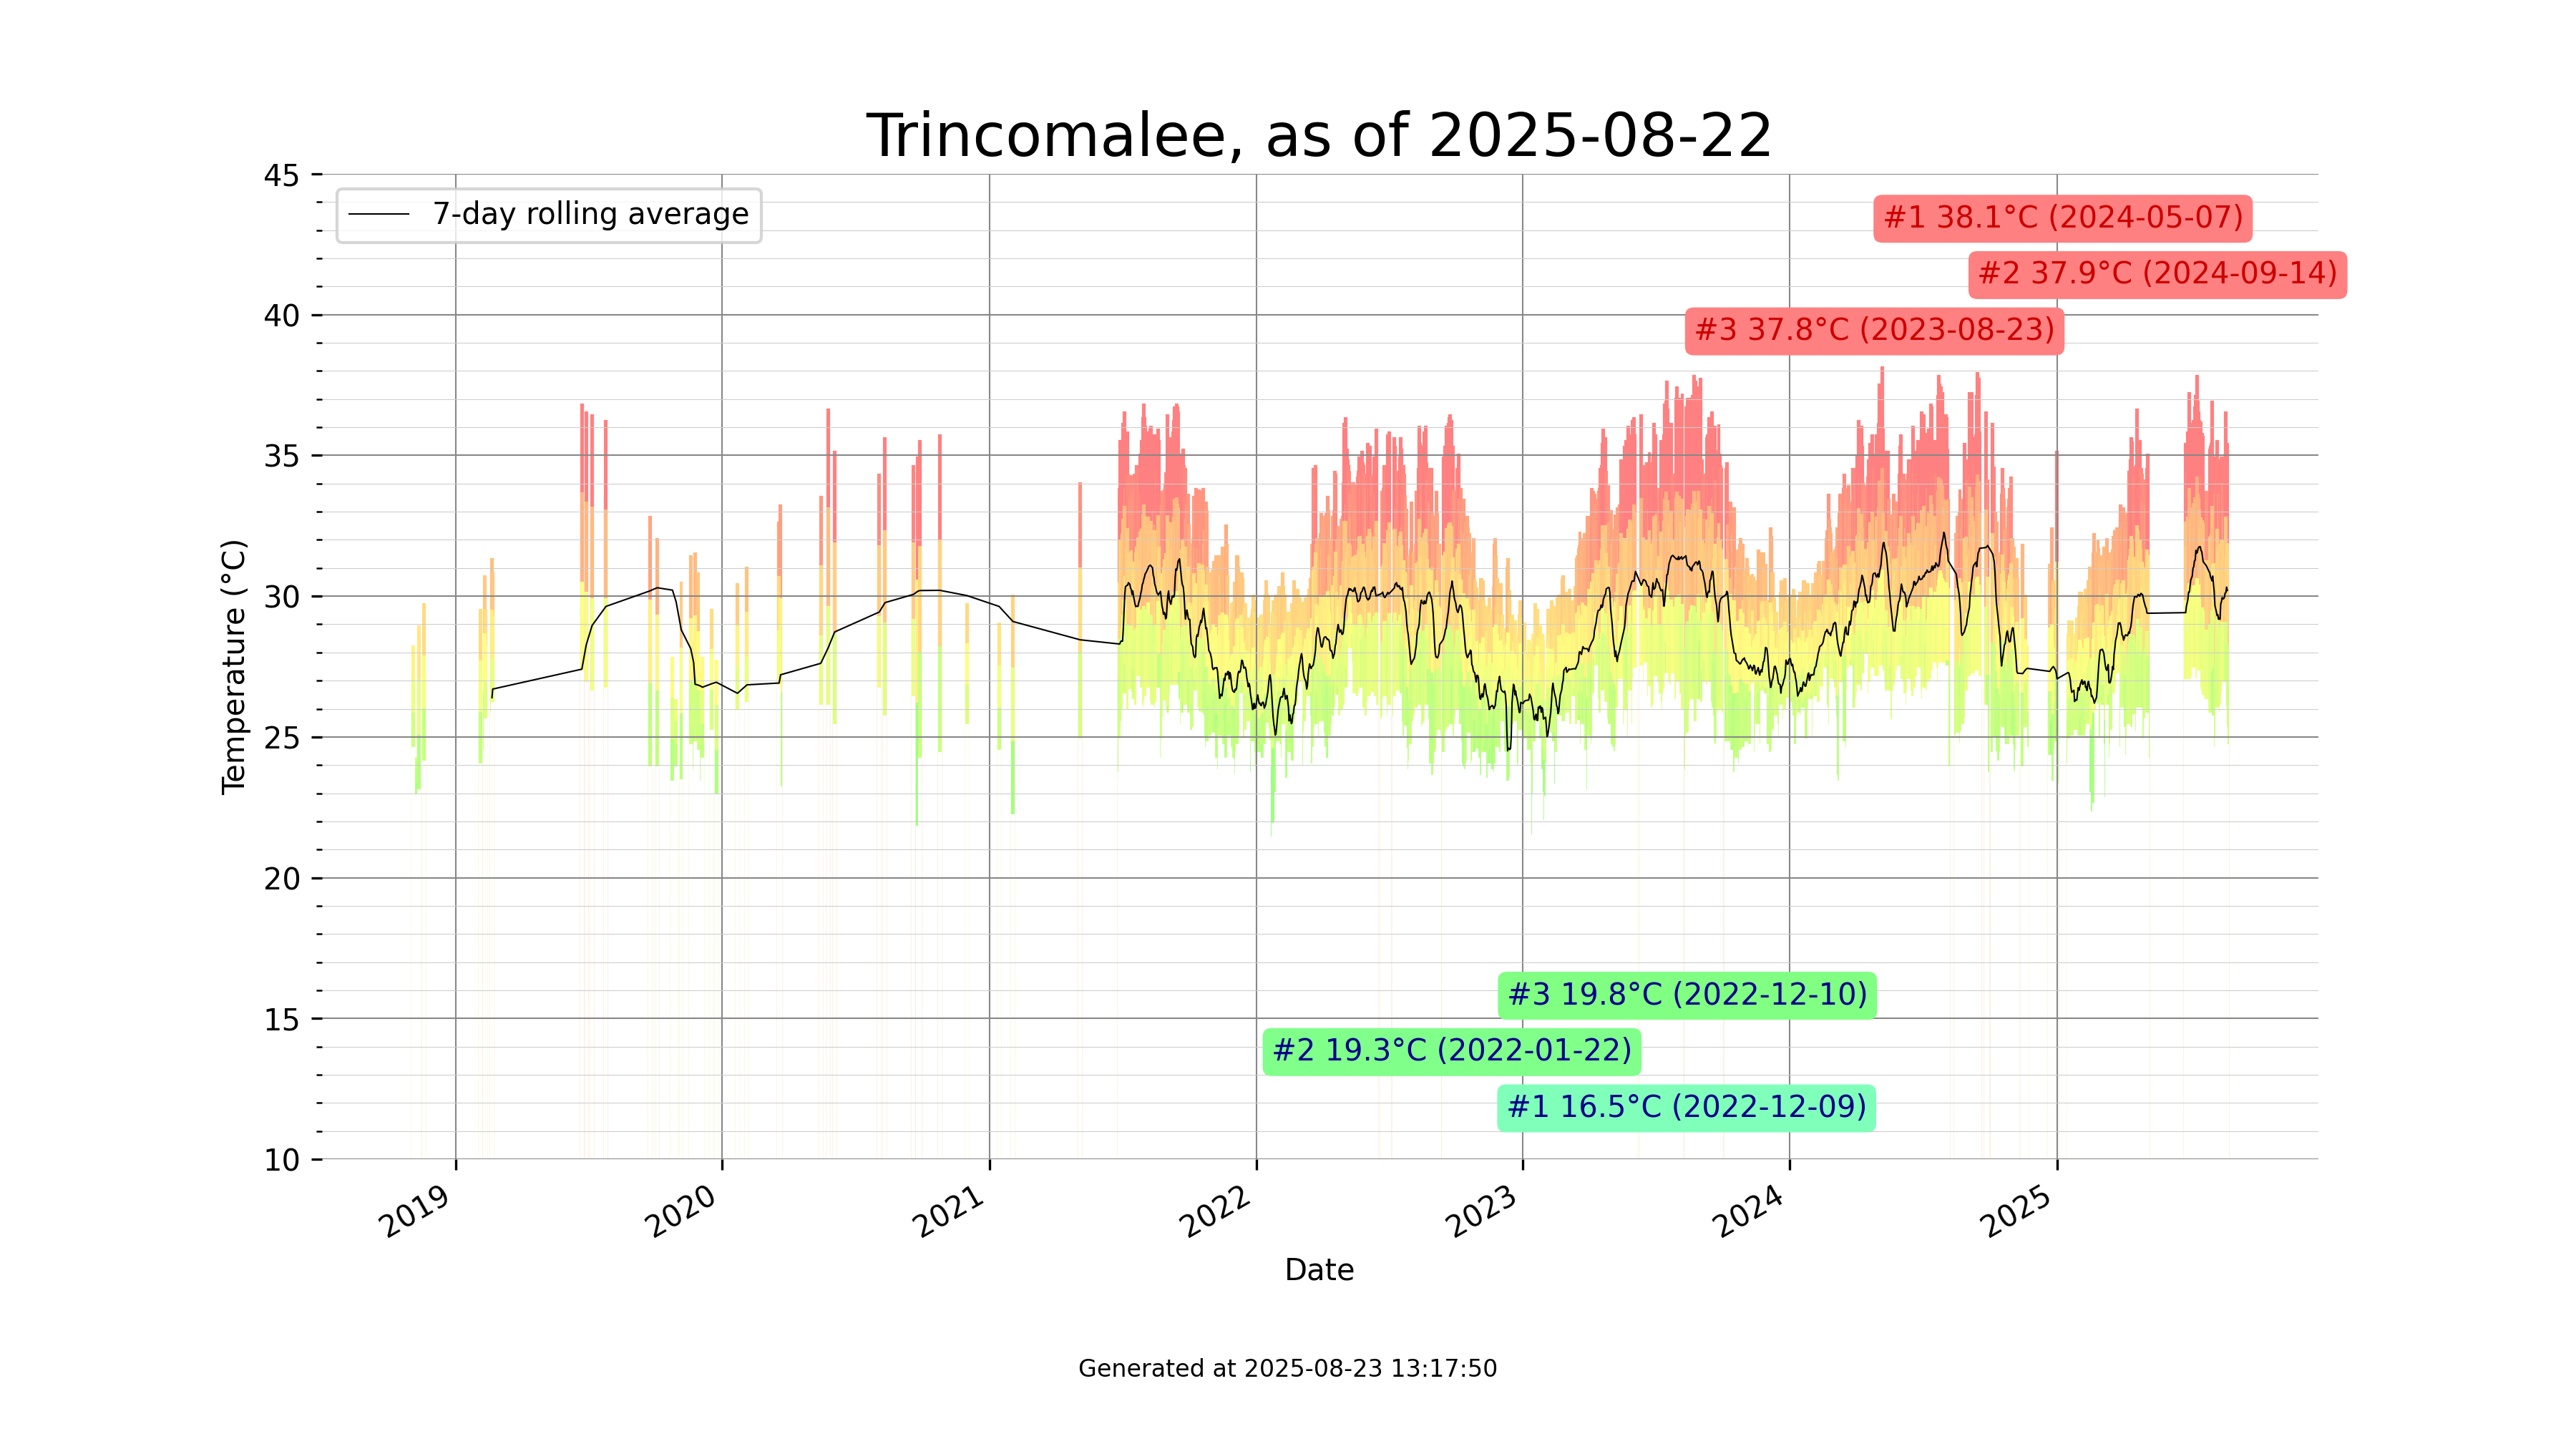 Trincomalee, as of 2025-08-22
45
40
35
30
25
20
15
10
Temperature (°C)
7-day rolling average
#1 38.1°C (2024-05-07)
#2 37.9°C (2024-09-14)
#3 37.8°C (2023-08-23)
#3 19.8°C (2022-12-10)
#2 19.3°C (2022-01-22)
#1 16.5°C (2022-12-09)
2019
2020
2021
2022
2023
2024
2025
Date
Generated at 2025-08-23 13:17:50